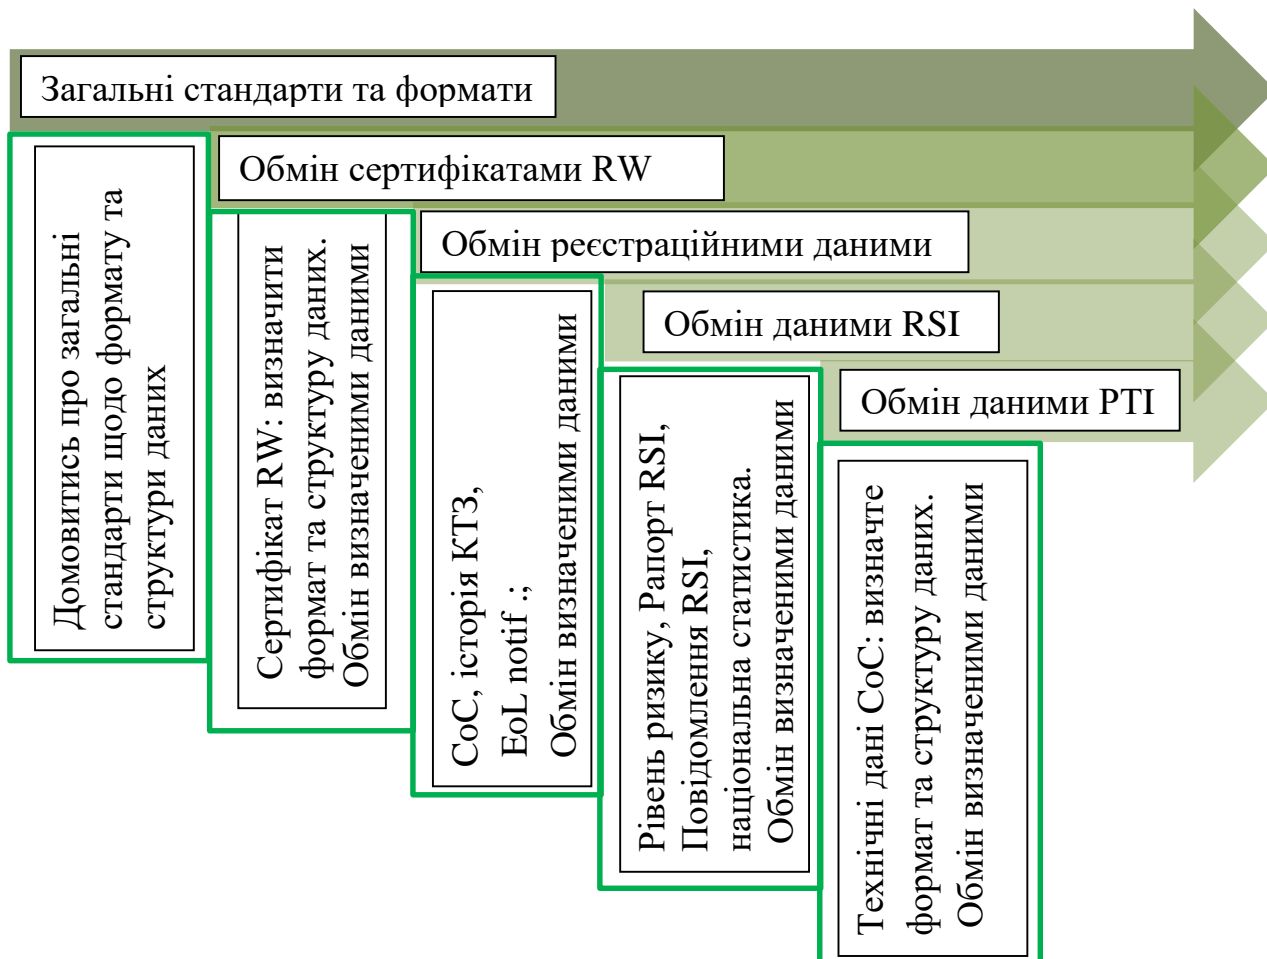 Загальні стандарти та формати
Обмін сертифікатами RW
Обмін реєстраційними даними
Обмін даними RSI
Обмін даними PTI
Домовитись про загальні
стандарти щодо формату та
структури даних
Сертифікат RW: визначити
формат та структуру даних.
Обмін визначеними даними
CoC, історія КТЗ,
EoL notif .;
Обмін визначеними даними
Рівень ризику, Рапорт RSI,
Повідомлення RSI,
національна статистика.
Обмін визначеними даними
Технічні дані CoC: визначте
формат та структуру даних.
Обмін визначеними даними